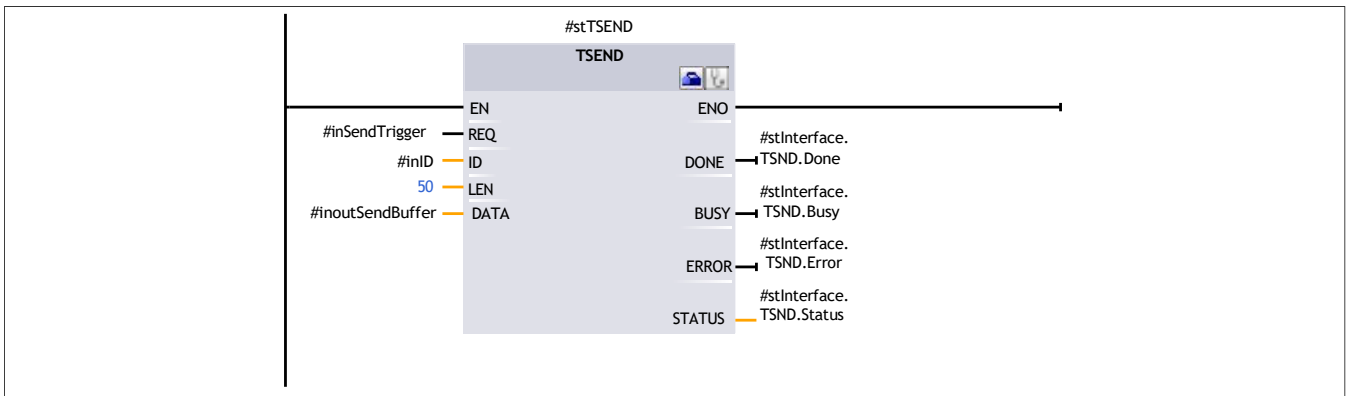 #stTSEND
TSEND
EN
ENO
#inSendTrigger
REQ
#stInterface.
#inID
ID
DONE
TSND.Done
50
LEN
#stInterface.
#inoutSendBuffer
DATA
BUSY
TSND.Busy
#stInterface.
ERROR
TSND.Error
#stInterface.
STATUS
TSND.Status